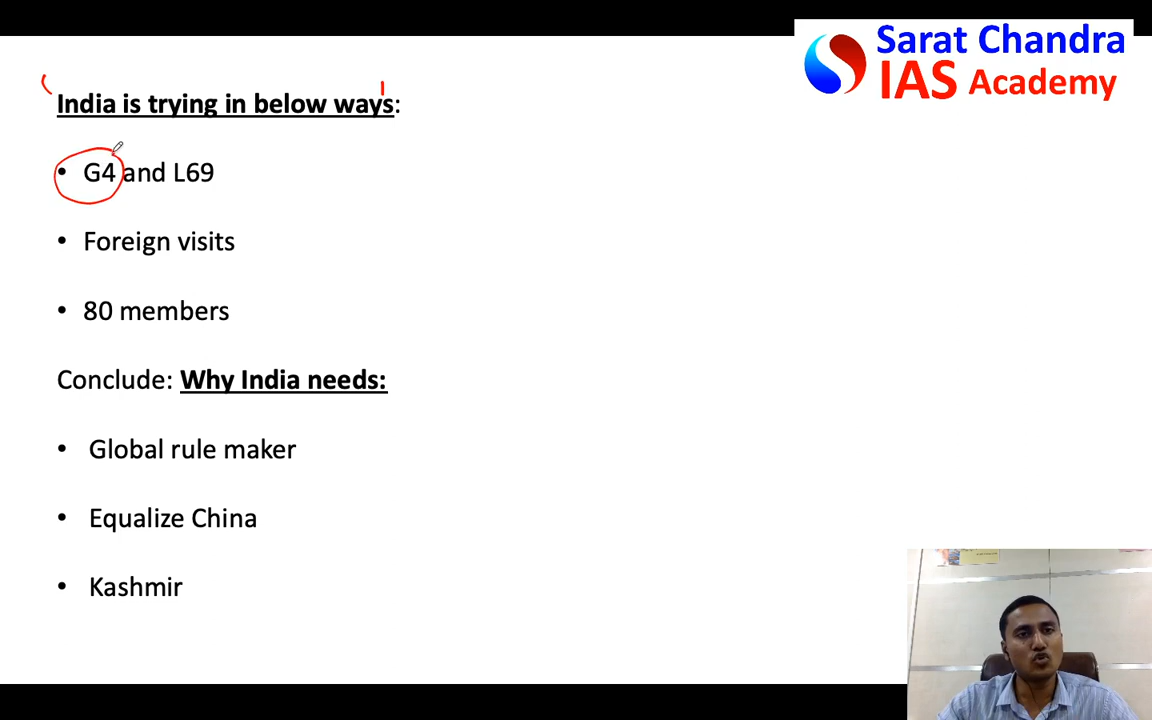 Sarat Chandra
IAS Academy
India is trying in below ways:
• G4 and L69
• Foreign visits
• 80 members
Conclude: Why India needs:
• Global rule maker
• Equalize China
• Kashmir